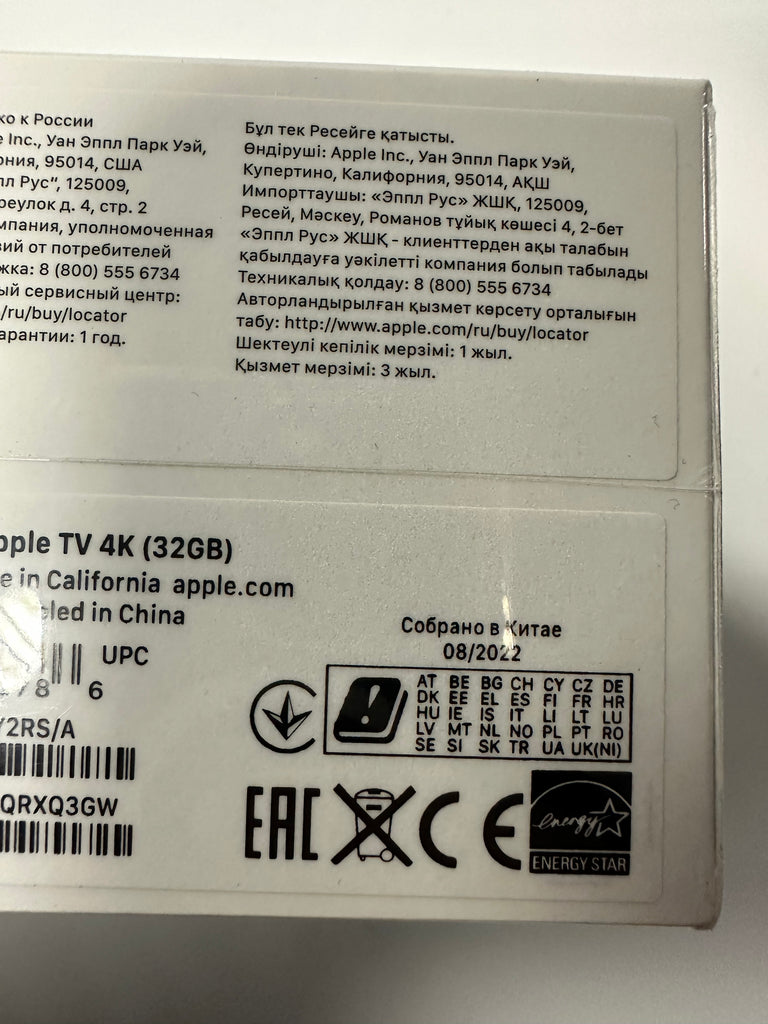 ко к России
e Inc., Уан Эппл Парк Уэй,
рния, 95014, США
пл Рус“, 125009,
реулок д. 4, стр. 2
мпания, уполномоченная
зий от потребителей
жка: 8 (800) 555 6734
ый сервисный центр:
/ru/buy/locator
арантии: 1 год.
Бұл тек Ресейге қатысты.
Өндіруші: Apple Inc., Уан Эппл Парк Уэй,
Купертино, Калифорния, 95014, АҚШ
Импорттаушы: «Эппл Рус» ЖШҚ, 125009,
Ресей, Мәскеу, Романов тұйық көшесі 4, 2-бет
«Эппл Рус» ЖШҚ - клиенттерден ақы талабын
қабылдауға уәкілетті компания болып табылады
Техникалық қолдау: 8 (800) 555 6734
Авторландырылған қызмет көрсету орталығын
табу: http://www.apple.com/ru/buy/locator
Шектеулі кепілік мерзімі: 1 жыл.
Қызмет мерзімі: 3 жыл.
pple TV 4K (32GB)
e in California apple.com
led in China
UPC
78 6
Y2RS/A
QRXQ3GW
Собрано в Китае
08/2022
AT BE BG CH CY CZ DE
DK EE EL ES FI FR HR
HU IE IS IT LI LT LU
LV MT NL NO PL PT RO
SE SI SK TR UA UK(NI)
EAC CE
energy
ENERGY STAR